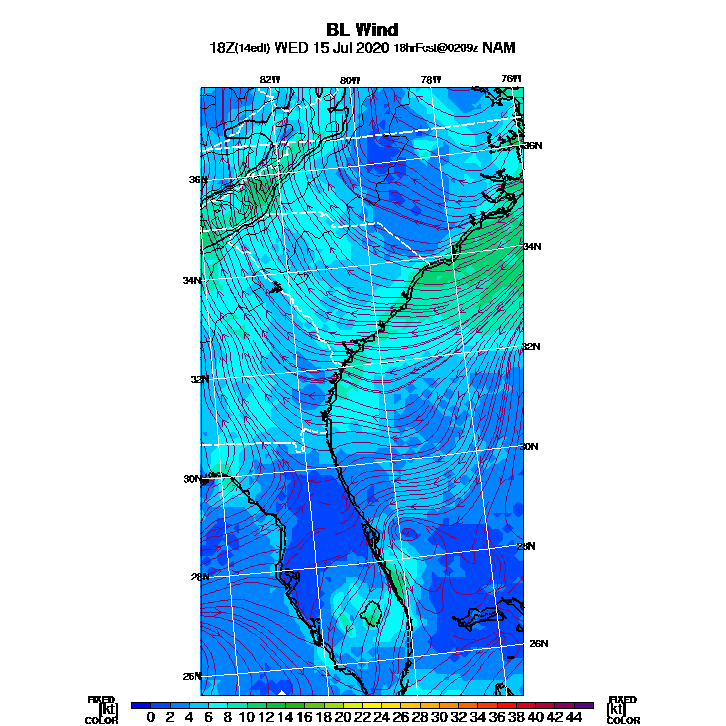 BL Wind
18Z(14edt) WED 15 Jul 2020 18hrFcst@0209z NAM
82W 80W 78W 76W
36N
36N
34N
34N
32N
32N
30N
30N
28N
28N
26N
26N
FIXED FIXED
[kt] 0 2 4 6 8 10 12 14 16 18 20 22 24 26 28 30 32 34 36 38 40 42 44 [kt]
COLOR COLOR